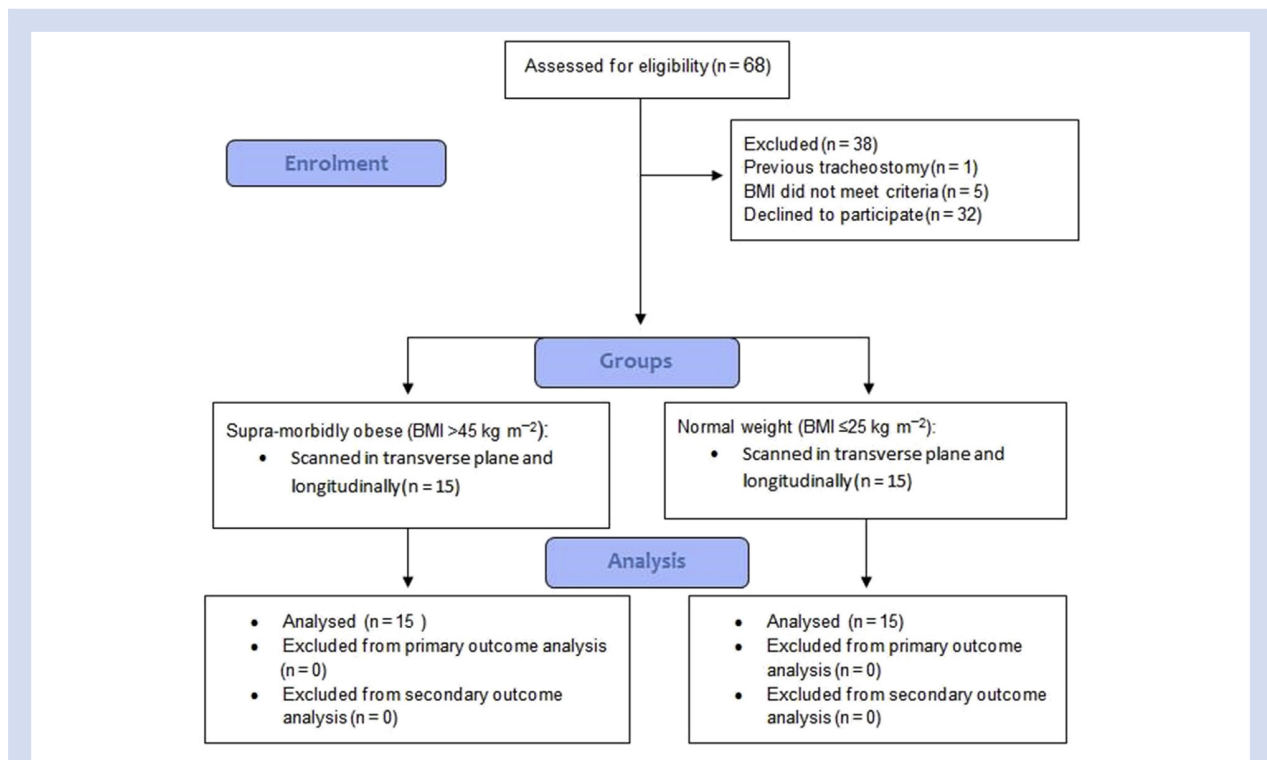 Assessed for eligibility (n = 68)
Enrolment
Excluded (n = 38)
Previous tracheostomy (n = 1)
BMI did not meet criteria (n = 5)
Declined to participate (n = 32)
Groups
Supra-morbidly obese (BMI >45 kg m⁻²):
• Scanned in transverse plane and
longitudinally (n = 15)
Normal weight (BMI ≤25 kg m⁻²):
• Scanned in transverse plane and
longitudinally (n = 15)
Analysis
• Analysed (n = 15 )
• Excluded from primary outcome analysis
(n = 0)
• Excluded from secondary outcome
analysis (n = 0)
• Analysed (n = 15)
• Excluded from primary outcome
analysis (n = 0)
• Excluded from secondary outcome
analysis (n = 0)